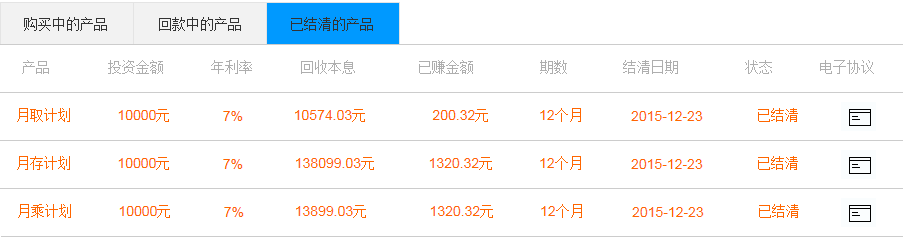 购买中的产品 回款中的产品 已结清的产品
产品 投资金额 年利率 回收本息 已赚金额 期数 结清日期 状态 电子协议
月取计划 10000元 7% 10574.03元 200.32元 12个月 2015-12-23 已结清
月存计划 10000元 7% 138099.03元 1320.32元 12个月 2015-12-23 已结清
月乘计划 10000元 7% 13899.03元 1320.32元 12个月 2015-12-23 已结清